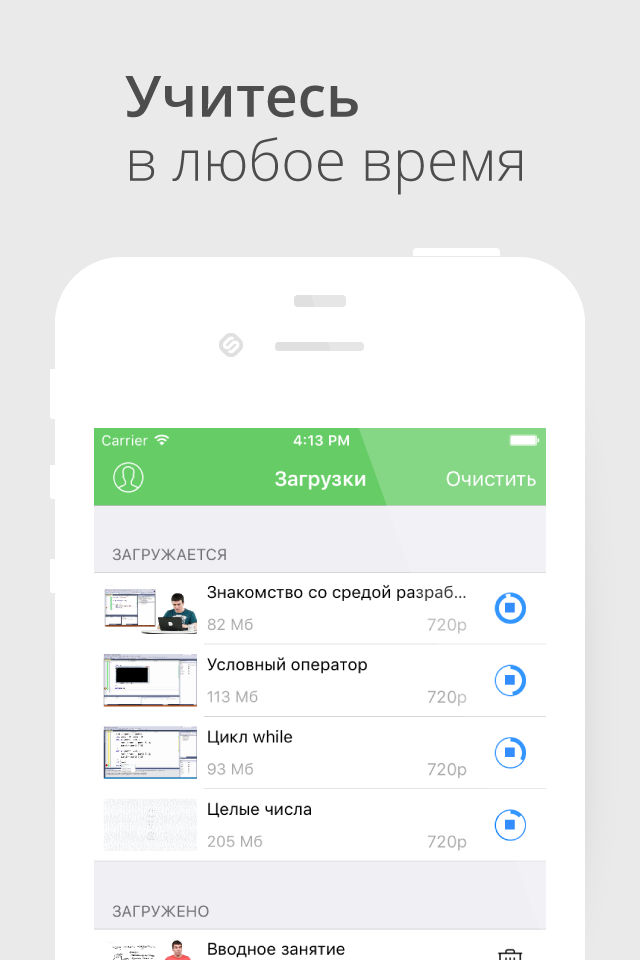 Учитесь
в любое время
Carrier 4:13 PM
Загрузки Очистить
ЗАГРУЖАЕТСЯ
Знакомство со средой разраб...
82 Мб 720p
Условный оператор
113 Мб 720p
Цикл while
93 Мб 720p
Целые числа
205 Мб 720p
ЗАГРУЖЕНО
Вводное занятие